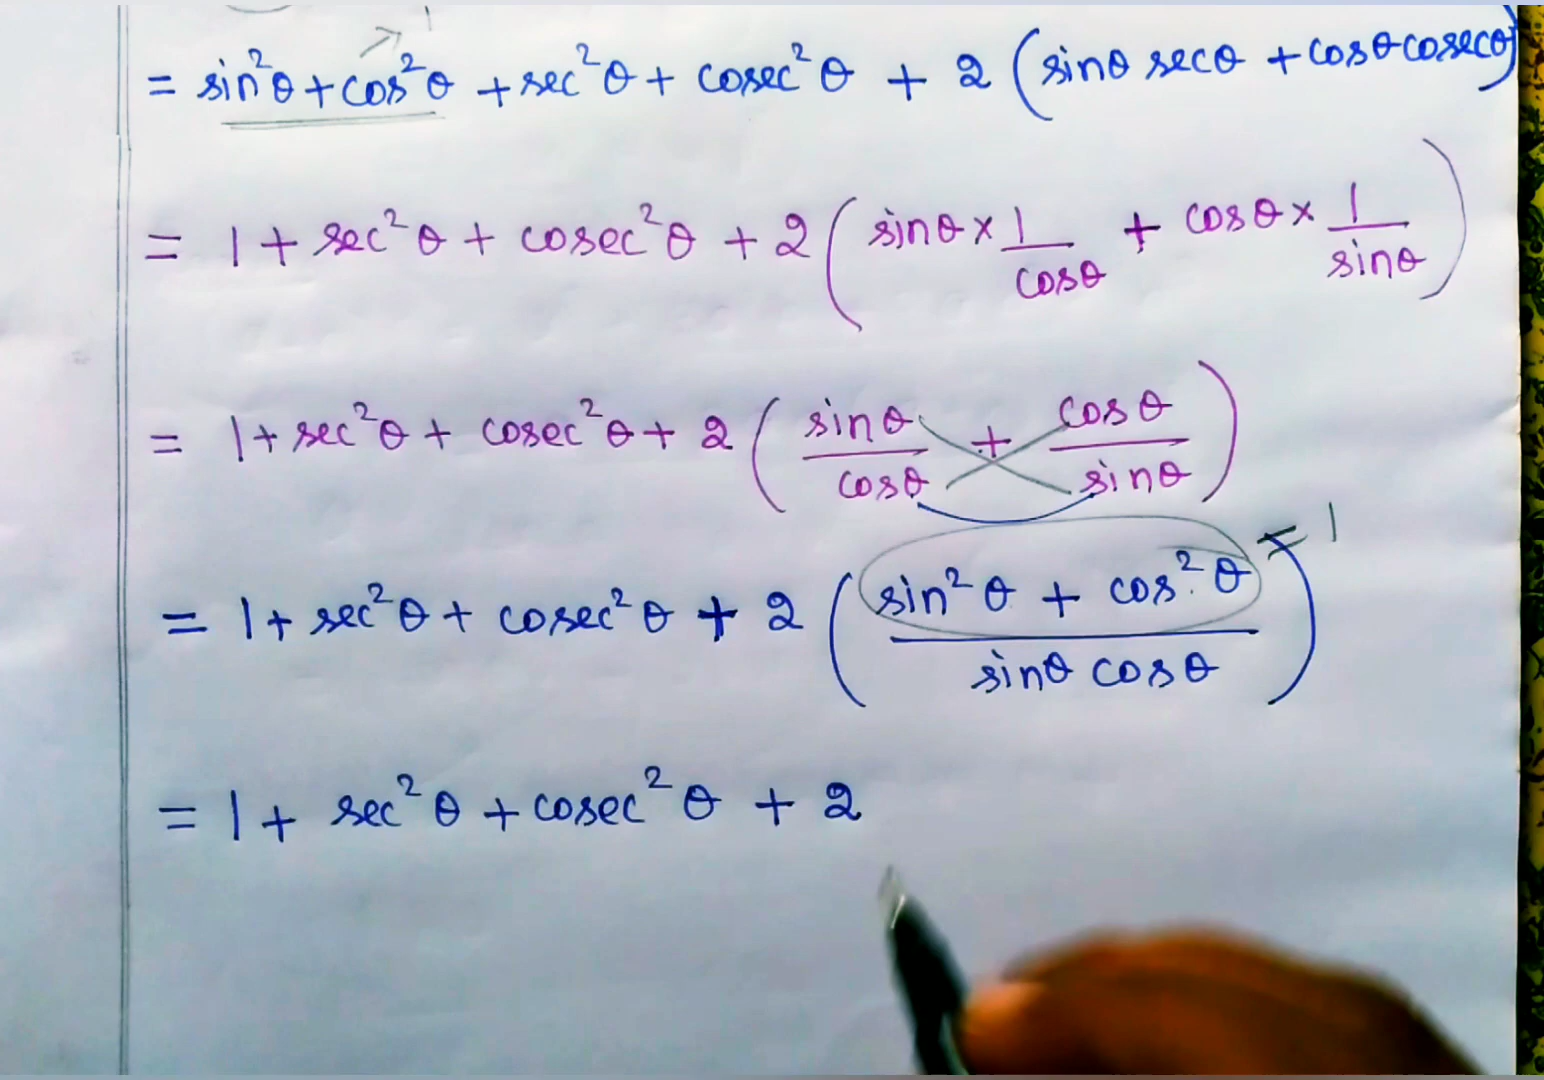 1
= sin²θ + cos²θ + sec²θ + cosec²θ + 2 (sinθ secθ + cosθ cosecθ)
= 1 + sec²θ + cosec²θ + 2 (sinθ × 1/cosθ + cosθ × 1/sinθ)
= 1 + sec²θ + cosec²θ + 2 (sinθ/cosθ + cosθ/sinθ)
= 1 + sec²θ + cosec²θ + 2 (sin²θ + cos²θ/sinθ cosθ) = 1
= 1 + sec²θ + cosec²θ + 2